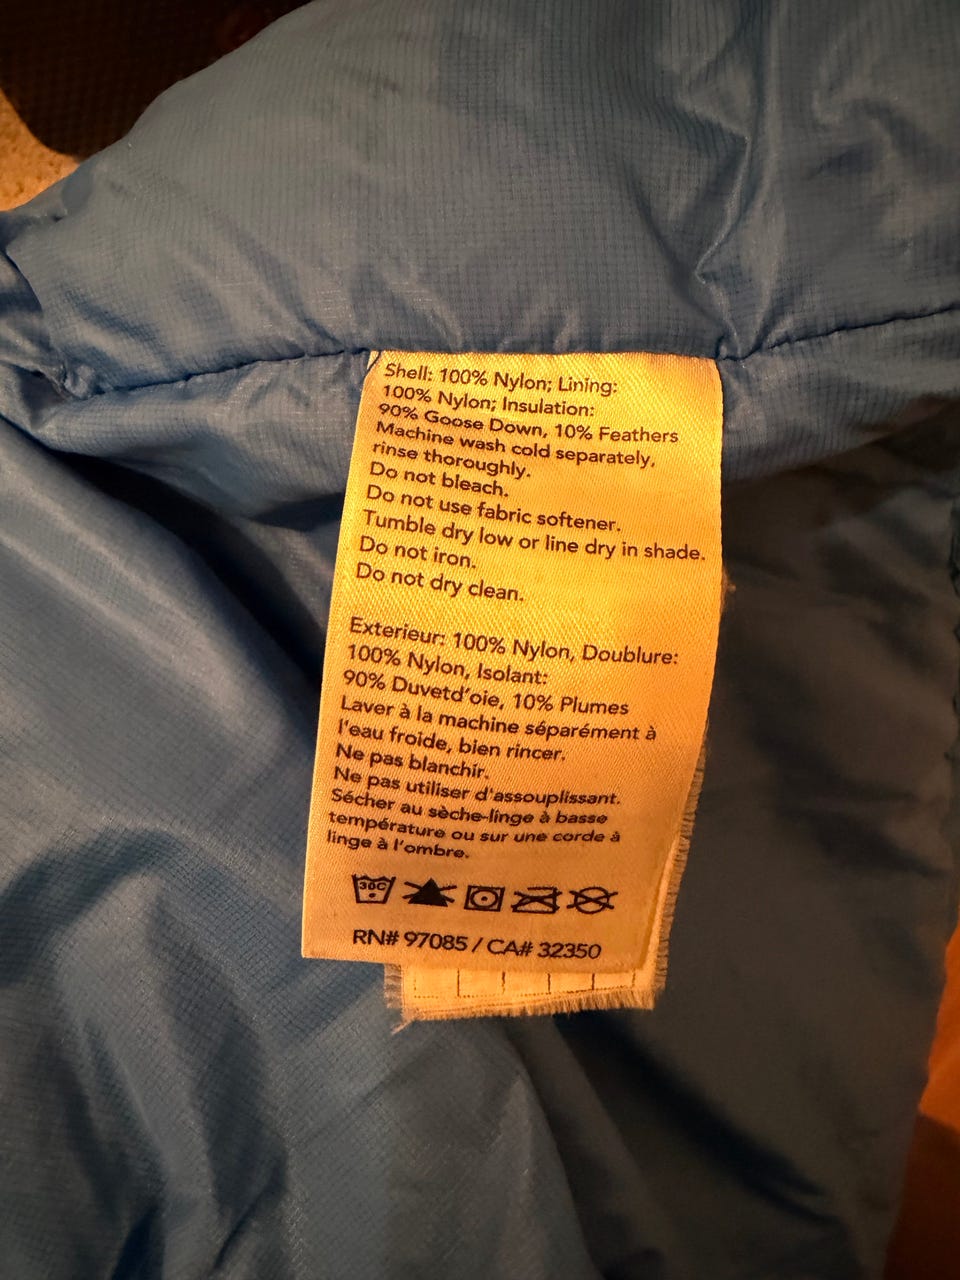 Shell: 100% Nylon; Lining:
100% Nylon; Insulation:
90% Goose Down, 10% Feathers
Machine wash cold separately,
rinse thoroughly.
Do not bleach.
Do not use fabric softener.
Tumble dry low or line dry in shade.
Do not iron.
Do not dry clean.
Exterieur: 100% Nylon, Doublure:
100% Nylon, Isolant:
90% Duvetd'oie, 10% Plumes
Laver à la machine séparément à
l'eau froide, bien rincer.
Ne pas blanchir.
Ne pas utiliser d'assouplissant.
Sécher au sèche-linge à basse
température ou sur une corde à
linge à l'ombre.
30C
RN# 97085 / CA# 32350